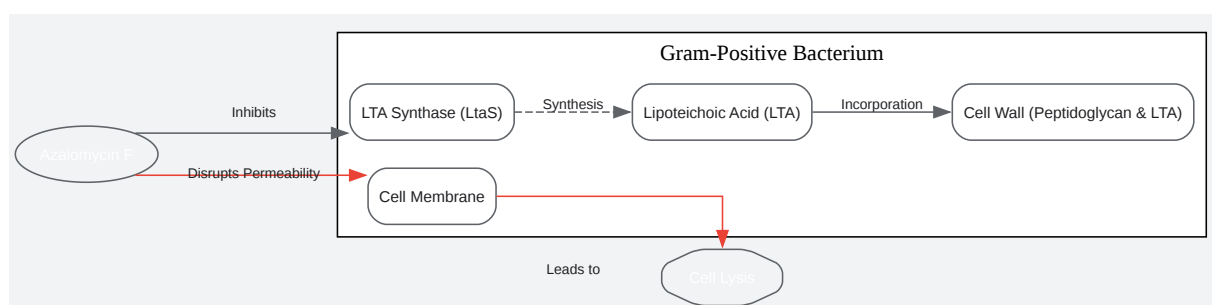 Gram-Positive Bacterium
Inhibits
LTA Synthase (LtaS)
Synthesis
Lipoteichoic Acid (LTA)
Incorporation
Cell Wall (Peptidoglycan & LTA)
Azalomycin F
Disrupts Permeability
Cell Membrane
Leads to
Cell Lysis